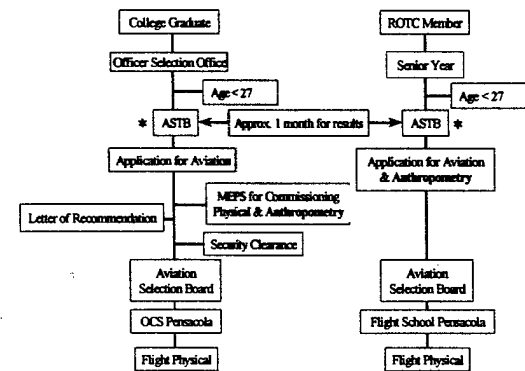 College Graduate
ROTC Member
Officer Selection Office
Senior Year
Age < 27
Age < 27
* ASTB
Approx. 1 month for results
ASTB *
Application for Aviation
Application for Aviation
& Anthropometry
MEPS for Commissioning
Physical & Anthropometry
Letter of Recommendation
Security Clearance
Aviation
Selection Board
Aviation
Selection Board
OCS Pensacola
Flight School Pensacola
Flight Physical
Flight Physical